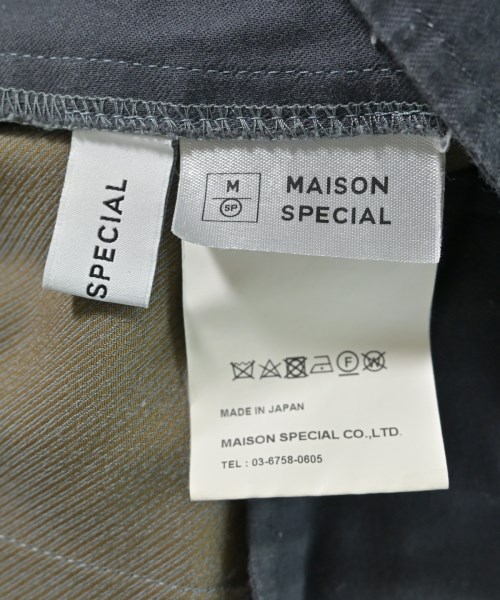 SPECIAL
M
SP
MAISON
SPECIAL
F
W
MADE IN JAPAN
MAISON SPECIAL CO.,LTD.
TEL : 03-6758-0605